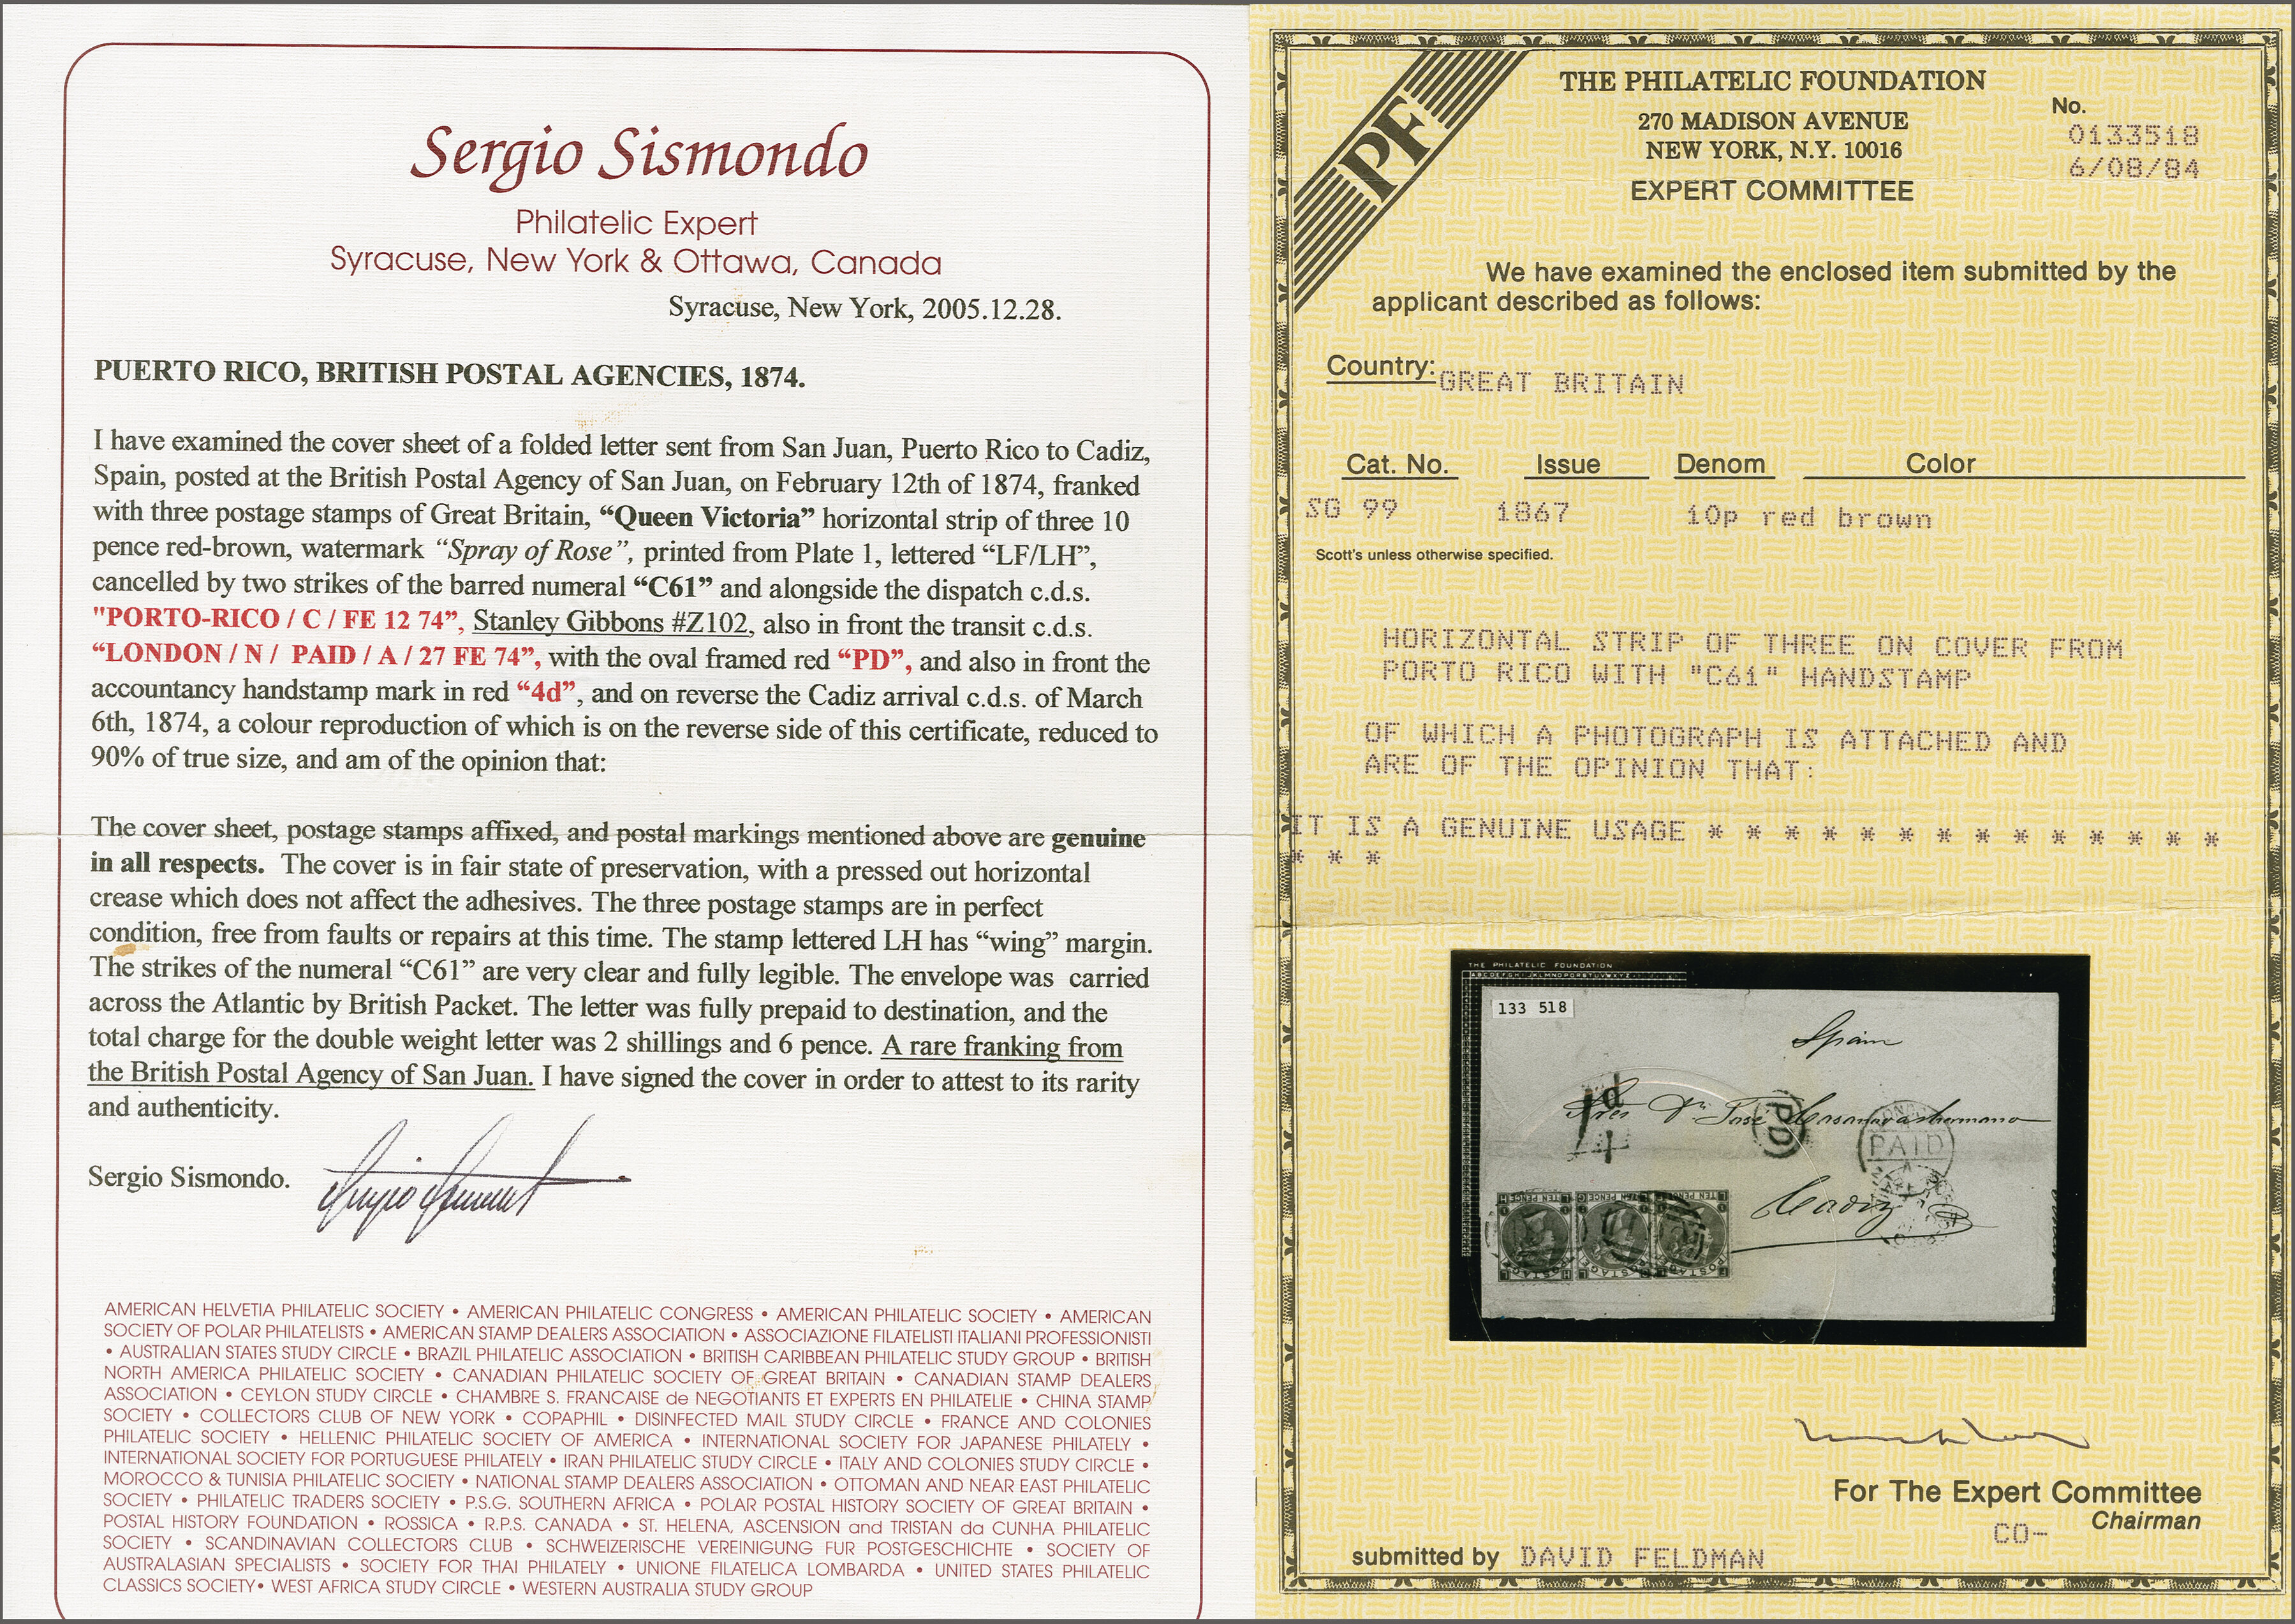 Sergio Sismondo
Philatelic Expert
Syracuse, New York & Ottawa, Canada
Syracuse, New York, 2005.12.28.
PUERTO RICO, BRITISH POSTAL AGENCIES, 1874.
I have examined the cover sheet of a folded letter sent from San Juan, Puerto Rico to Cadiz,
Spain, posted at the British Postal Agency of San Juan, on February 12th of 1874, franked
with three postage stamps of Great Britain, “Queen Victoria” horizontal strip of three 10
pence red-brown, watermark “Spray of Rose”, printed from Plate 1, lettered “LF/LH”,
cancelled by two strikes of the barred numeral “C61” and alongside the dispatch c.d.s.
"PORTO-RICO / C / FE 12 74”, Stanley Gibbons #Z102, also in front the transit c.d.s.
“LONDON / N / PAID / A / 27 FE 74”, with the oval framed red “PD”, and also in front the
accountancy handstamp mark in red “4d”, and on reverse the Cadiz arrival c.d.s. of March
6th, 1874, a colour reproduction of which is on the reverse side of this certificate, reduced to
90% of true size, and am of the opinion that:
The cover sheet, postage stamps affixed, and postal markings mentioned above are genuine
in all respects. The cover is in fair state of preservation, with a pressed out horizontal
crease which does not affect the adhesives. The three postage stamps are in perfect
condition, free from faults or repairs at this time. The stamp lettered LH has “wing” margin.
The strikes of the numeral “C61” are very clear and fully legible. The envelope was carried
across the Atlantic by British Packet. The letter was fully prepaid to destination, and the
total charge for the double weight letter was 2 shillings and 6 pence. A rare franking from
the British Postal Agency of San Juan. I have signed the cover in order to attest to its rarity
and authenticity.
Sergio Sismondo.
AMERICAN HELVETIA PHILATELIC SOCIETY • AMERICAN PHILATELIC CONGRESS • AMERICAN PHILATELIC SOCIETY • AMERICAN
SOCIETY OF POLAR PHILATELISTS • AMERICAN STAMP DEALERS ASSOCIATION • ASSOCIAZIONE FILATELISTI ITALIANI PROFESSIONISTI
• AUSTRALIAN STATES STUDY CIRCLE • BRAZIL PHILATELIC ASSOCIATION • BRITISH CARIBBEAN PHILATELIC STUDY GROUP • BRITISH
NORTH AMERICA PHILATELIC SOCIETY • CANADIAN PHILATELIC SOCIETY OF GREAT BRITAIN • CANADIAN STAMP DEALERS
ASSOCIATION • CEYLON STUDY CIRCLE • CHAMBRE S. FRANCAISE de NEGOTIANTS ET EXPERTS EN PHILATELIE • CHINA STAMP
SOCIETY • COLLECTORS CLUB OF NEW YORK • COPAPHIL • DISINFECTED MAIL STUDY CIRCLE • FRANCE AND COLONIES
PHILATELIC SOCIETY • HELLENIC PHILATELIC SOCIETY OF AMERICA • INTERNATIONAL SOCIETY FOR JAPANESE PHILATELY •
INTERNATIONAL SOCIETY FOR PORTUGUESE PHILATELY • IRAN PHILATELIC STUDY CIRCLE • ITALY AND COLONIES STUDY CIRCLE •
MOROCCO & TUNISIA PHILATELIC SOCIETY • NATIONAL STAMP DEALERS ASSOCIATION • OTTOMAN AND NEAR EAST PHILATELIC
SOCIETY • PHILATELIC TRADERS SOCIETY • P.S.G. SOUTHERN AFRICA • POLAR POSTAL HISTORY SOCIETY OF GREAT BRITAIN •
POSTAL HISTORY FOUNDATION • ROSSICA • R.P.S. CANADA • ST. HELENA, ASCENSION and TRISTAN da CUNHA PHILATELIC
SOCIETY • SCANDINAVIAN COLLECTORS CLUB • SCHWEIZERISCHE VEREINIGUNG FUR POSTGESCHICHTE • SOCIETY OF
AUSTRALASIAN SPECIALISTS • SOCIETY FOR THAI PHILATELY • UNIONE FILATELICA LOMBARDA • UNITED STATES PHILATELIC
CLASSICS SOCIETY• WEST AFRICA STUDY CIRCLE • WESTERN AUSTRALIA STUDY GROUP
PF
THE PHILATELIC FOUNDATION
270 MADISON AVENUE
NEW YORK, N.Y. 10016
EXPERT COMMITTEE
No.
0133518
6/08/84
We have examined the enclosed item submitted by the
applicant described as follows:
Country: GREAT BRITAIN
Cat. No. Issue Denom Color
SG 99 1867 10p red brown
Scott's unless otherwise specified.
HORIZONTAL STRIP OF THREE ON COVER FROM
PORTO RICO WITH "C61" HANDSTAMP
OF WHICH A PHOTOGRAPH IS ATTACHED AND
ARE OF THE OPINION THAT:
IT IS A GENUINE USAGE * * * * * * * * * * * * * *
* * *
THE PHILATELIC FOUNDATION
ABCDEFGHIJKLMNOPQRSTUVWXYZ
133 518
Spain
PD
PAID
Cadiz
TEN PENCE TEN PENCE TEN PENCE
POSTAGE POSTAGE POSTAGE
For The Expert Committee
Chairman
CO-
submitted by DAVID FELDMAN